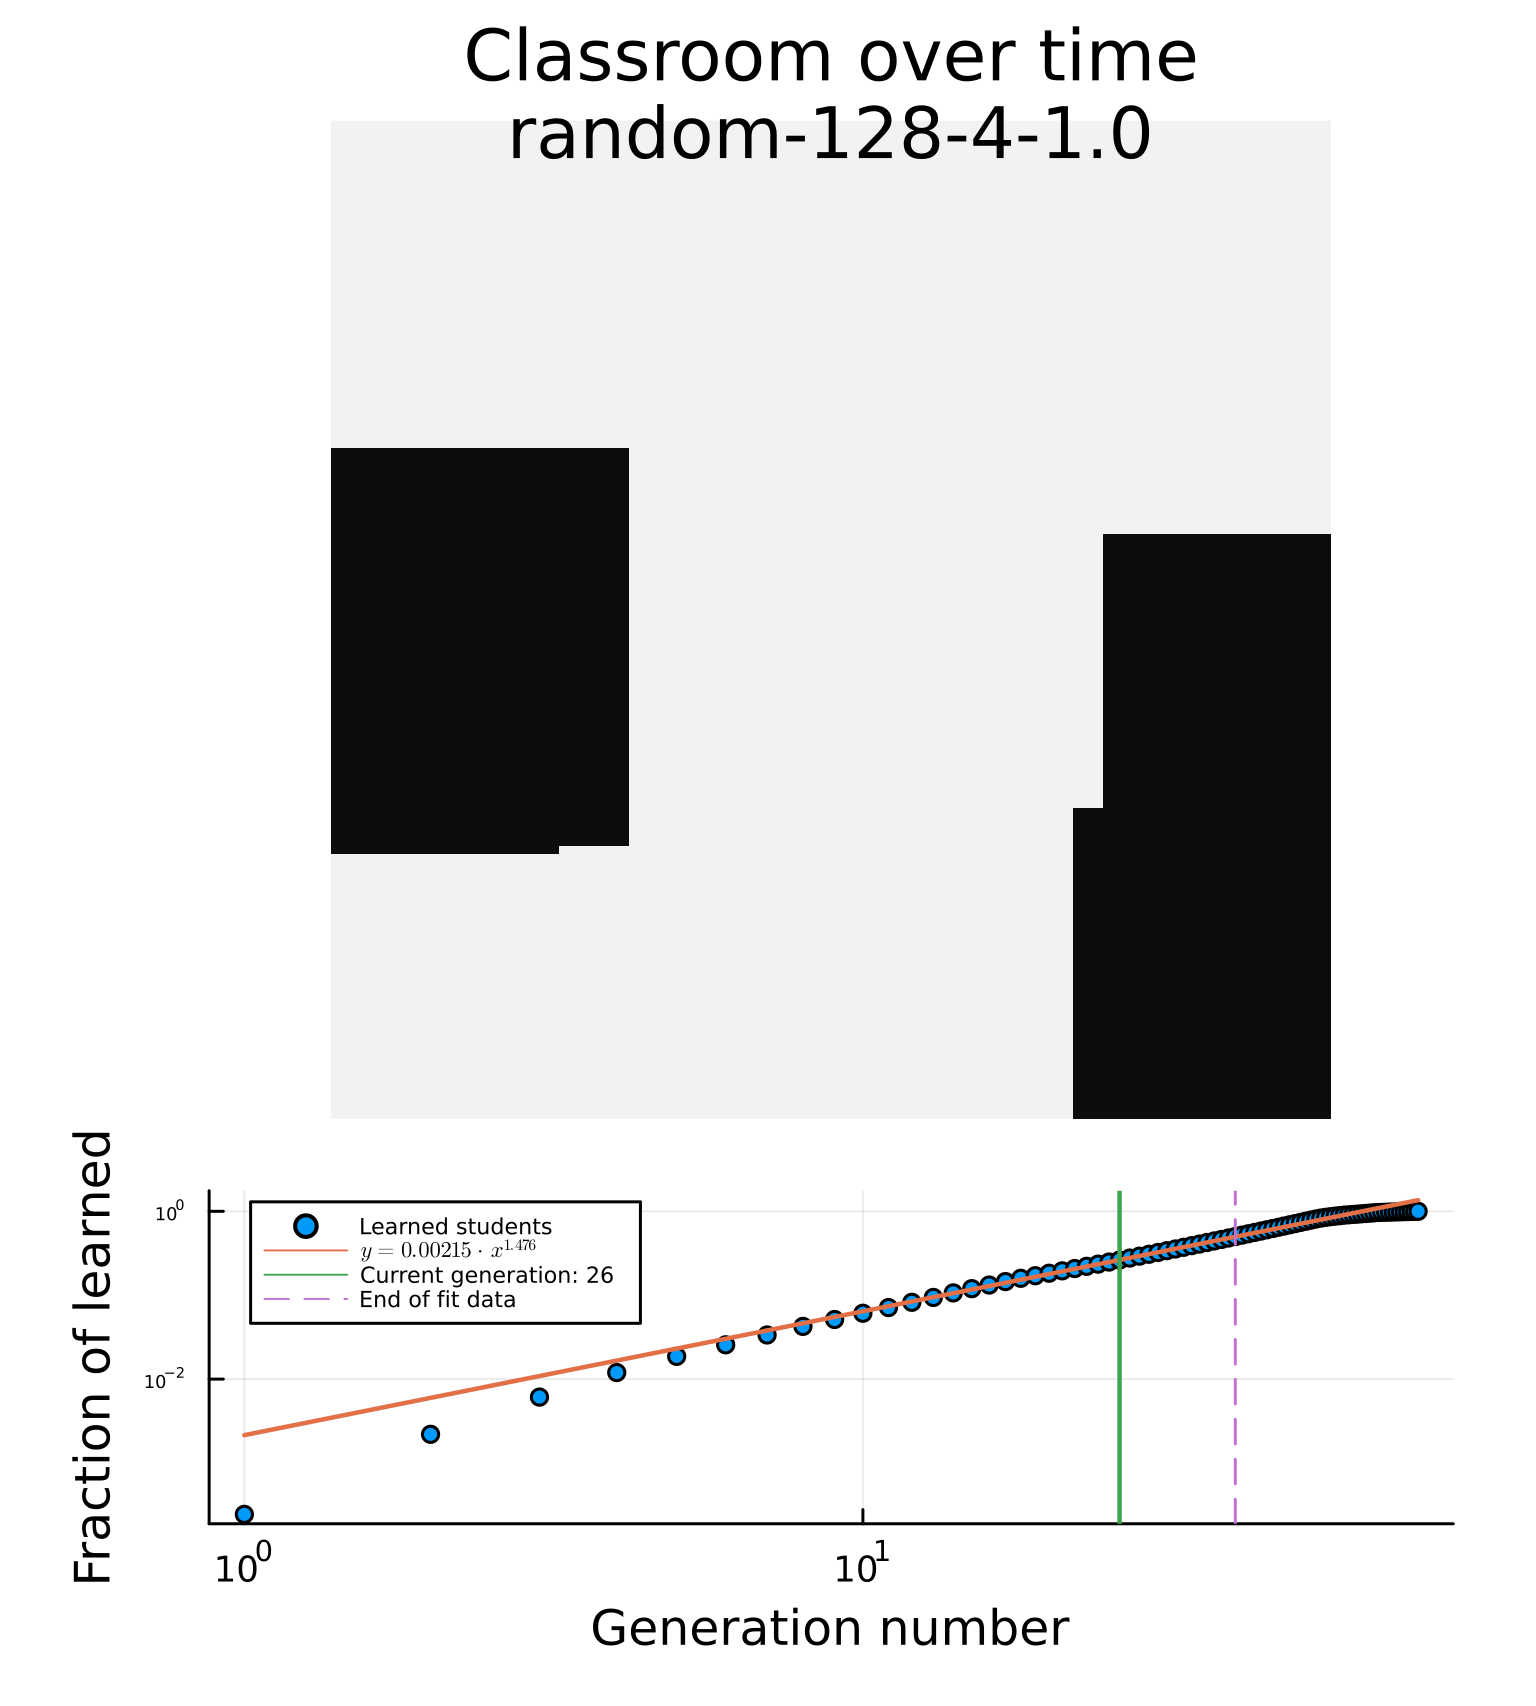 Classroom over time
random-128-4-1.0
Fraction of learned
10⁰
10⁻²
Learned students
y = 0.00215 · x^1.476
Current generation: 26
End of fit data
10⁰
10¹
Generation number